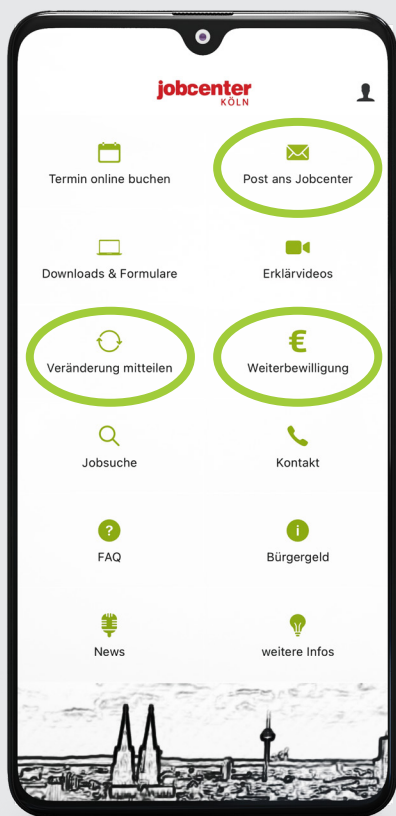 jobcenter
KÖLN
Termin online buchen
Post ans Jobcenter
Downloads & Formulare
Erklärvideos
Veränderung mitteilen
€
Weiterbewilligung
Jobsuche
Kontakt
?
i
FAQ
Bürgergeld
News
weitere Infos